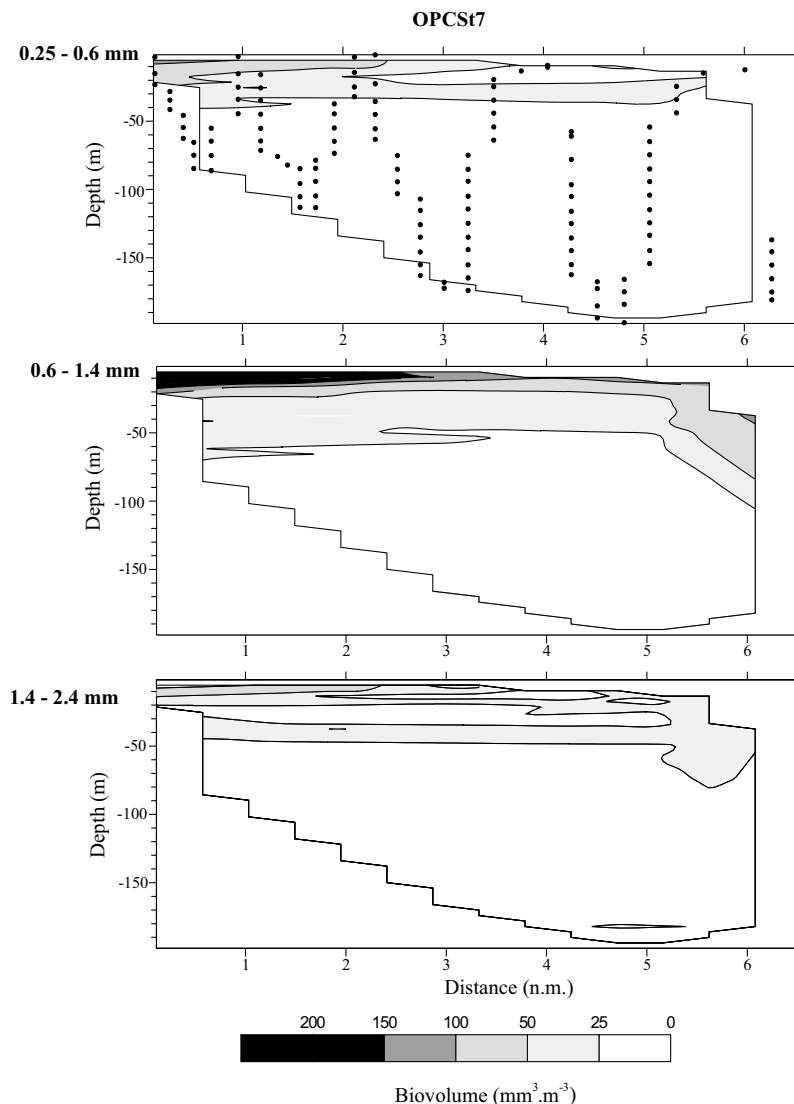 OPCSt7
0.25 - 0.6 mm
Depth (m)
-50
-100
-150
1 2 3 4 5 6
0.6 - 1.4 mm
Depth (m)
-50
-100
-150
1 2 3 4 5 6
1.4 - 2.4 mm
Depth (m)
-50
-100
-150
1 2 3 4 5 6
Distance (n.m.)
200 150 100 50 25 0
Biovolume (mm³.m⁻³)